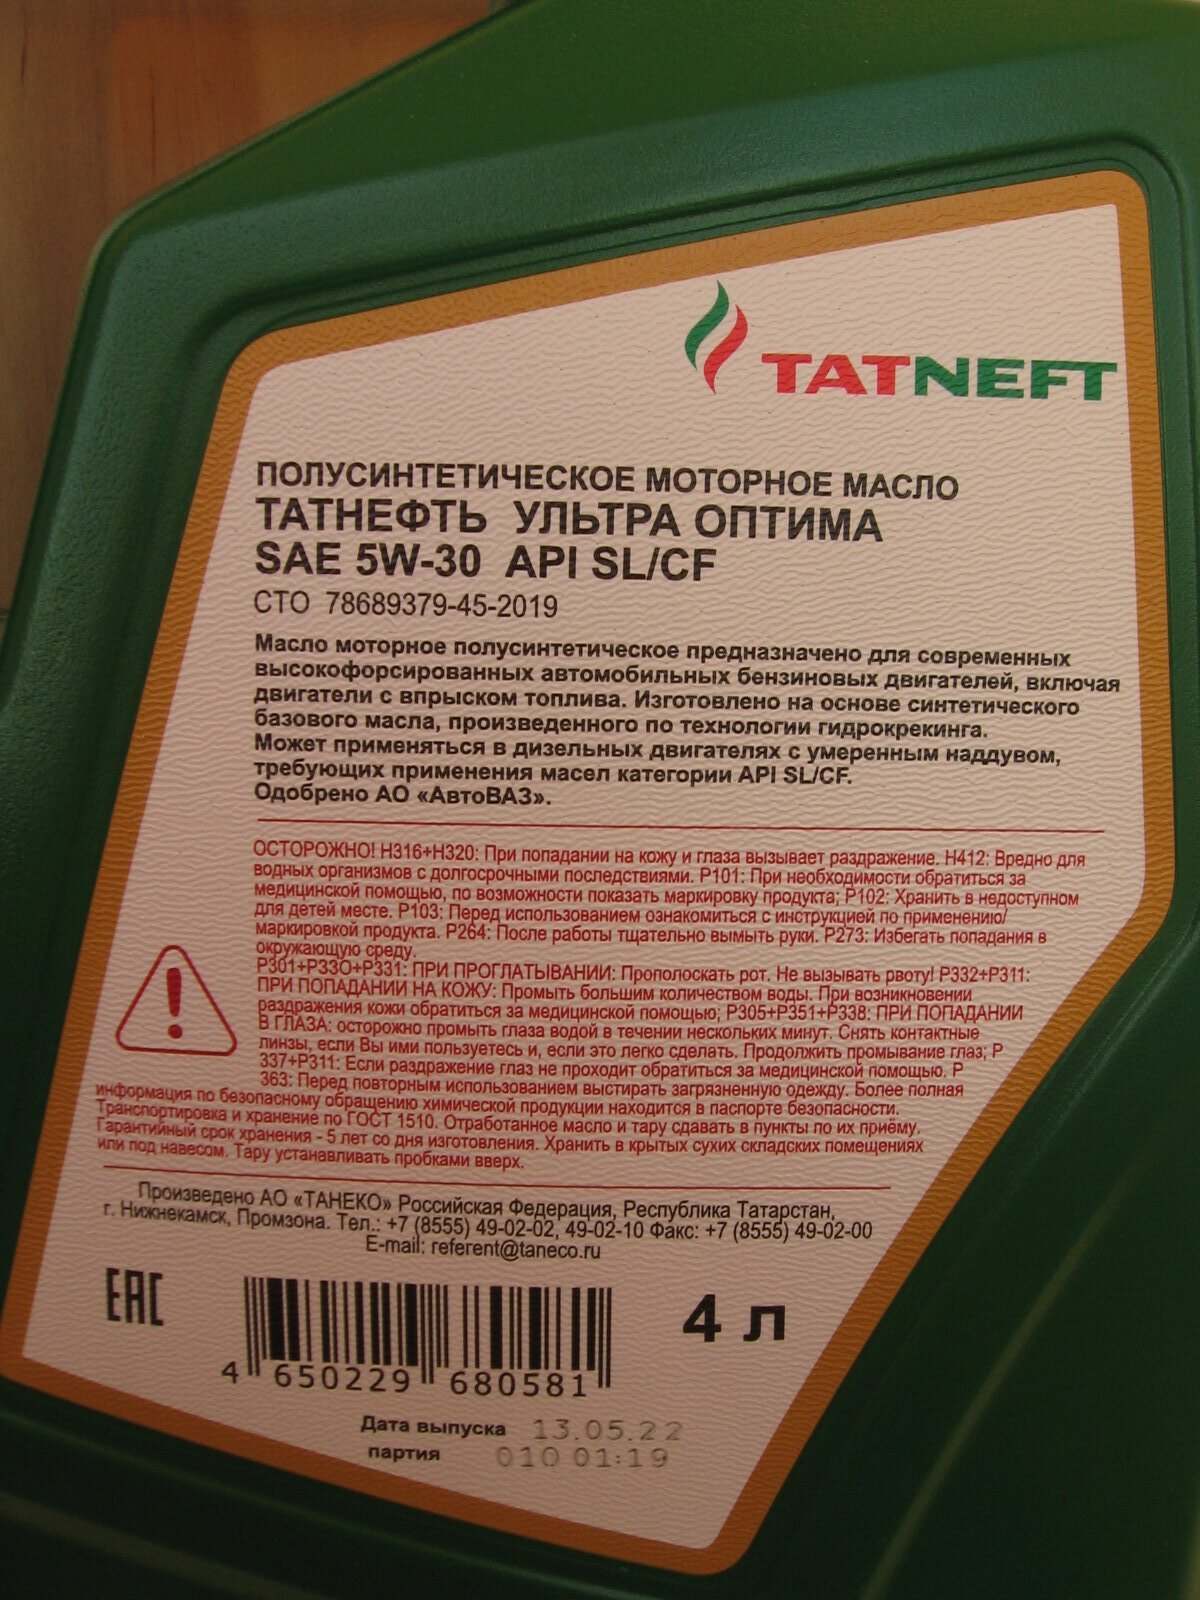 TATNEFT
ПОЛУСИНТЕТИЧЕСКОЕ МОТОРНОЕ МАСЛО
ТАТНЕФТЬ УЛЬТРА ОПТИМА
SAE 5W-30 API SL/CF
СТО 78689379-45-2019
Масло моторное полусинтетическое предназначено для современных
высокофорсированных автомобильных бензиновых двигателей, включая
двигатели с впрыском топлива. Изготовлено на основе синтетического
базового масла, произведенного по технологии гидрокрекинга.
Может применяться в дизельных двигателях с умеренным наддувом,
требующих применения масел категории API SL/CF.
Одобрено АО «АвтоВАЗ».
ОСТОРОЖНО! H316+H320: При попадании на кожу и глаза вызывает раздражение. H412: Вредно для
водных организмов с долгосрочными последствиями. P101: При необходимости обратиться за
медицинской помощью, по возможности показать маркировку продукта; P102: Хранить в недоступном
для детей месте. P103: Перед использованием ознакомиться с инструкцией по применению/
маркировкой продукта. P264: После работы тщательно вымыть руки. P273: Избегать попадания в
окружающую среду.
P301+P33O+P331: ПРИ ПРОГЛАТЫВАНИИ: Прополоскать рот. Не вызывать рвоту! P332+P311:
ПРИ ПОПАДАНИИ НА КОЖУ: Промыть большим количеством воды. При возникновении
раздражения кожи обратиться за медицинской помощью; P305+P351+P338: ПРИ ПОПАДАНИИ
В ГЛАЗА: осторожно промыть глаза водой в течении нескольких минут. Снять контактные
линзы, если Вы ими пользуетесь и, если это легко сделать. Продолжить промывание глаз; P
337+P311: Если раздражение глаз не проходит обратиться за медицинской помощью. P
363: Перед повторным использованием выстирать загрязненную одежду. Более полная
информация по безопасному обращению химической продукции находится в паспорте безопасности.
Транспортировка и хранение по ГОСТ 1510. Отработанное масло и тару сдавать в пункты по их приёму.
Гарантийный срок хранения - 5 лет со дня изготовления. Хранить в крытых сухих складских помещениях
или под навесом. Тару устанавливать пробками вверх.
Произведено АО «ТАНЕКО» Российская Федерация, Республика Татарстан,
г. Нижнекамск, Промзона. Тел.: +7 (8555) 49-02-02, 49-02-10 Факс: +7 (8555) 49-02-00
E-mail: referent@taneco.ru
EAC
4 л
4 650229 680581
Дата выпуска 13.05.22
партия 010 01:19